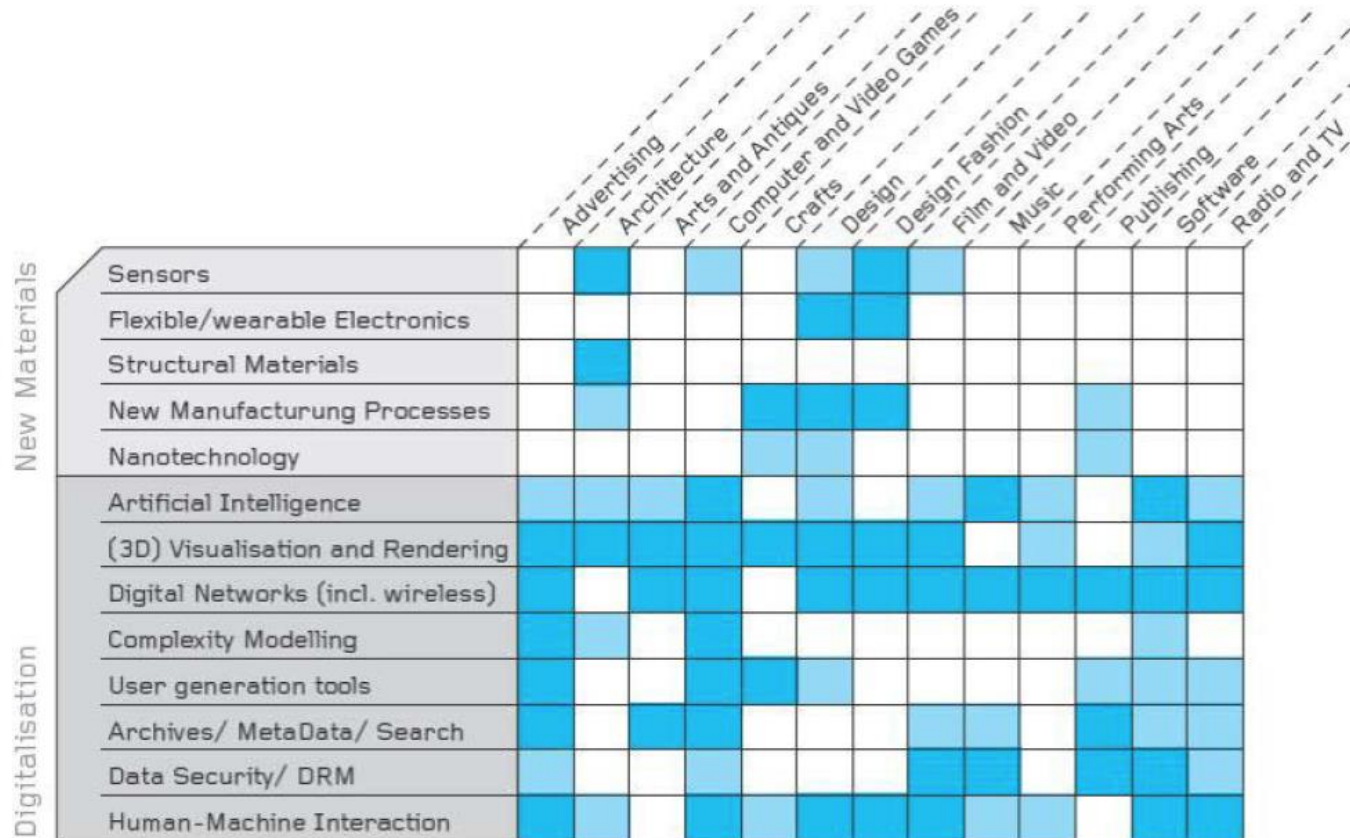 Advertising
Architecture
Arts and Antiques
Computer and Video Games
Crafts
Design
Design Fashion
Film and Video
Music
Performing Arts
Publishing
Software
Radio and TV
New Materials
Sensors
Flexible/wearable Electronics
Structural Materials
New Manufacturung Processes
Nanotechnology
Digitalisation
Artificial Intelligence
(3D) Visualisation and Rendering
Digital Networks (incl. wireless)
Complexity Modelling
User generation tools
Archives/ MetaData/ Search
Data Security/ DRM
Human-Machine Interaction